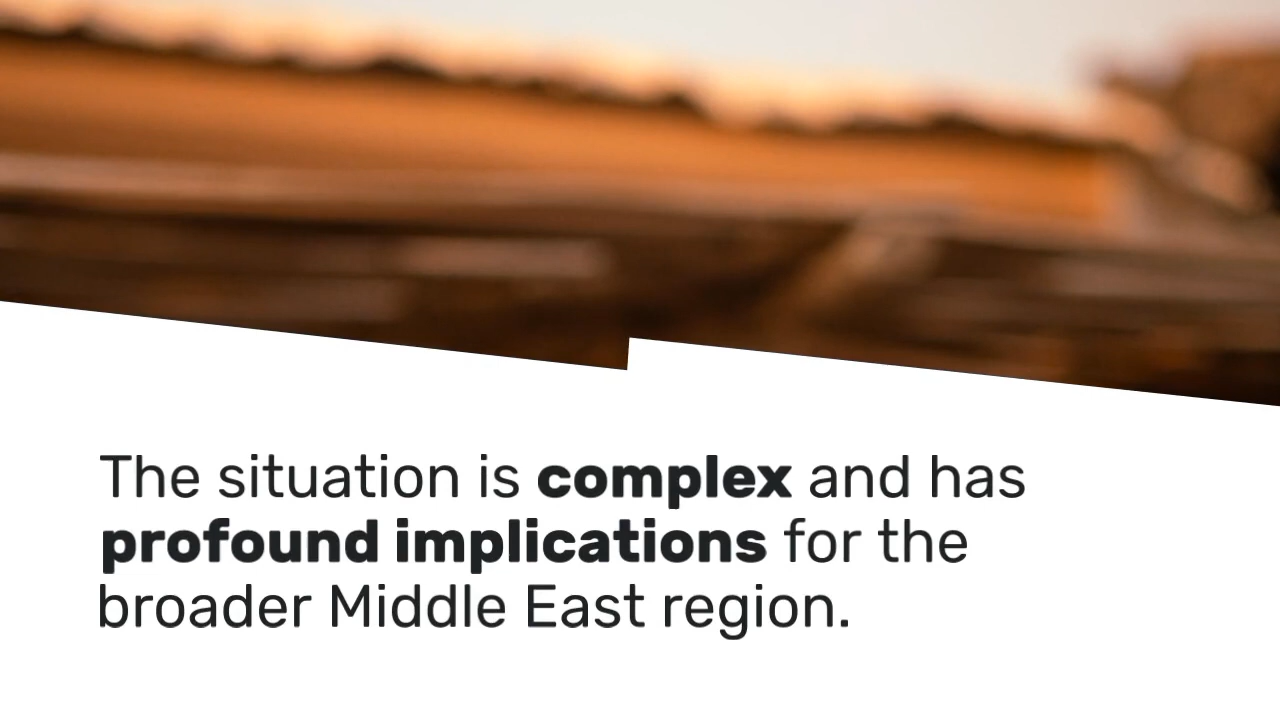 The situation is complex and has
profound implications for the
broader Middle East region.